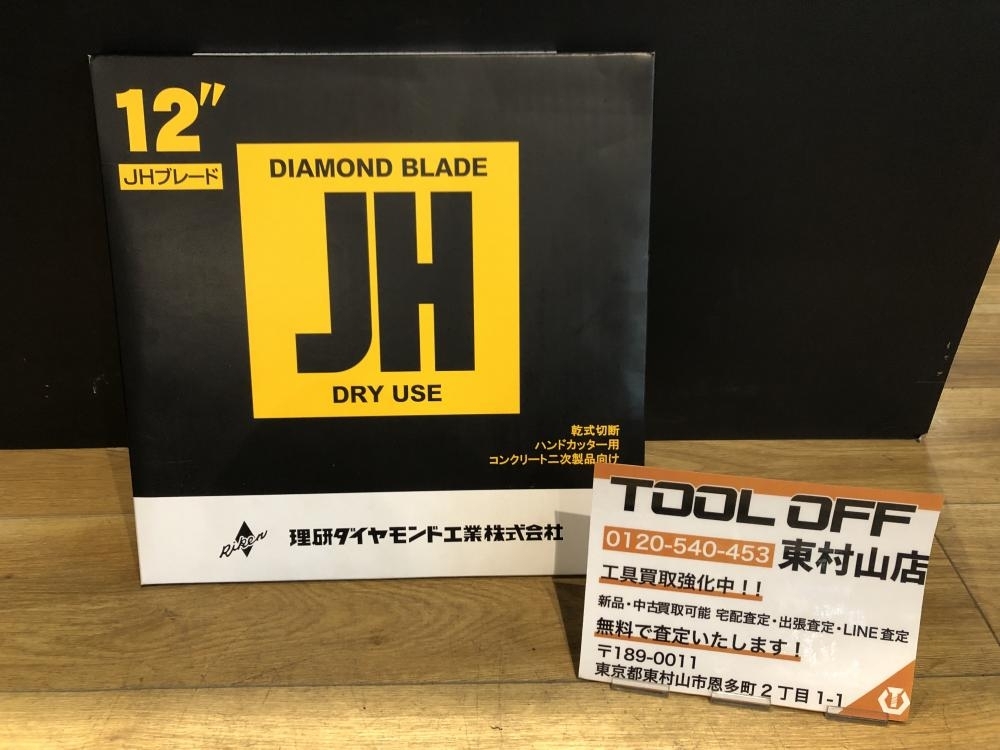 12"
JHブレード
DIAMOND BLADE
JH
DRY USE
乾式切断
ハンドカッター用
コンクリート二次製品向け
Riken
理研ダイヤモンド工業株式会社
TOOL OFF
0120-540-453 東村山店
工具買取強化中！！
新品・中古買取可能 宅配査定・出張査定・LINE査定
無料で査定いたします！
〒189-0011
東京都東村山市恩多町2丁目1-1